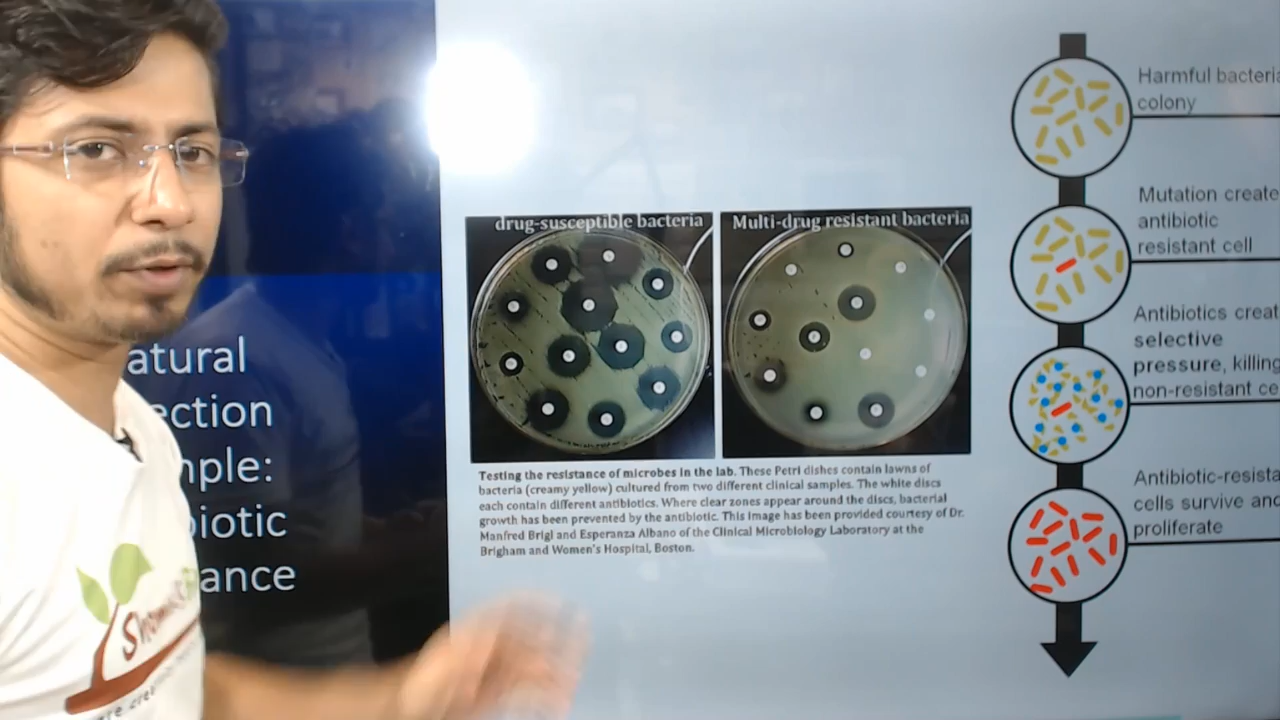 atural
ection
mple:
biotic
ance
drug-susceptible bacteria
Multi-drug resistant bacteria
Testing the resistance of microbes in the lab. These Petri dishes contain lawns of
bacteria (creamy yellow) cultured from two different clinical samples. The white discs
each contain different antibiotics. Where clear zones appear around the discs, bacterial
growth has been prevented by the antibiotic. This image has been provided courtesy of Dr.
Manfred Brigl and Esperanza Albano of the Clinical Microbiology Laboratory at the
Brigham and Women's Hospital, Boston.
Harmful bacteria
colony
Mutation create
antibiotic
resistant cell
Antibiotics creat
selective
pressure, killing
non-resistant ce
Antibiotic-resista
cells survive and
proliferate